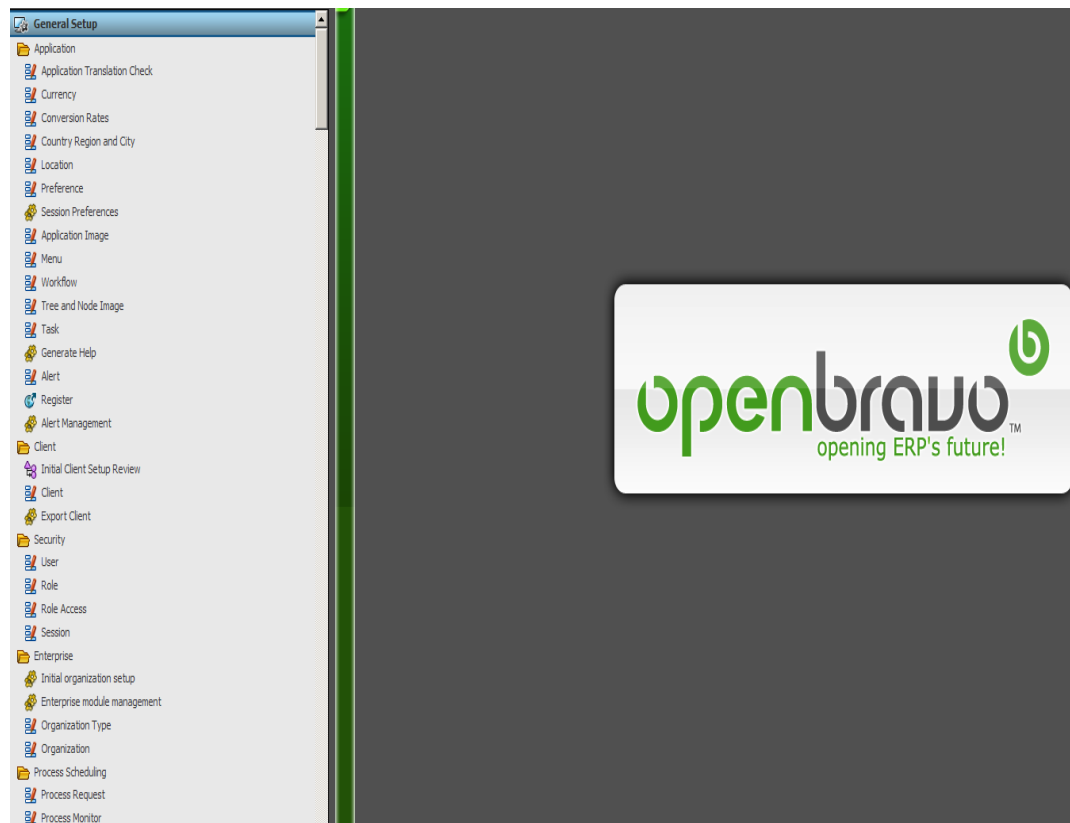 General Setup
Application
Application Translation Check
Currency
Conversion Rates
Country Region and City
Location
Preference
Session Preferences
Application Image
Menu
Workflow
Tree and Node Image
Task
Generate Help
Alert
Register
Alert Management
Client
Initial Client Setup Review
Client
Export Client
Security
User
Role
Role Access
Session
Enterprise
Initial organization setup
Enterprise module management
Organization Type
Organization
Process Scheduling
Process Request
Process Monitor
openbravo TM
opening ERP's future!